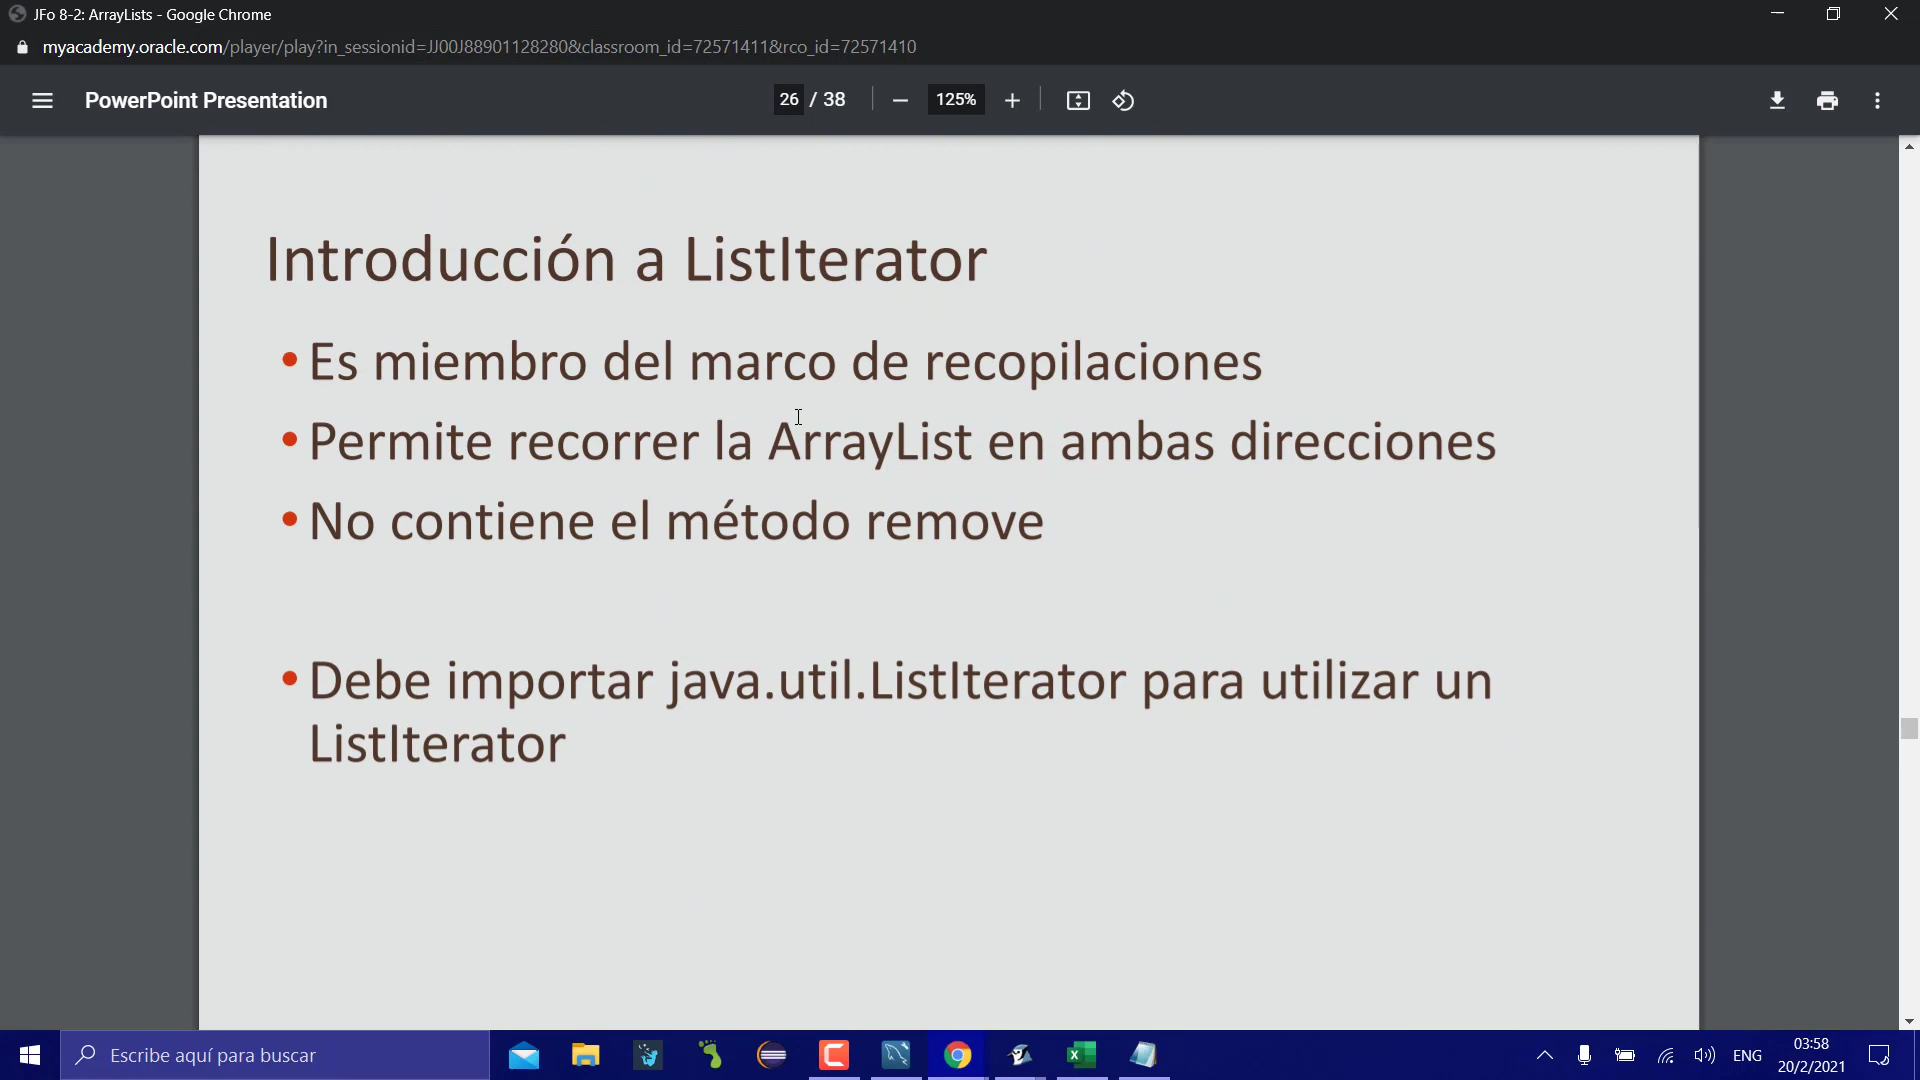 JFo 8-2: ArrayLists - Google Chrome
myacademy.oracle.com/player/play?in_sessionid=JJ00J88901128280&classroom_id=72571411&rco_id=72571410
PowerPoint Presentation
26 / 38
125%
Introducción a ListIterator
• Es miembro del marco de recopilaciones
• Permite recorrer la ArrayList en ambas direcciones
• No contiene el método remove
• Debe importar java.util.ListIterator para utilizar un
ListIterator
Escribe aquí para buscar
ENG
03:58
20/2/2021